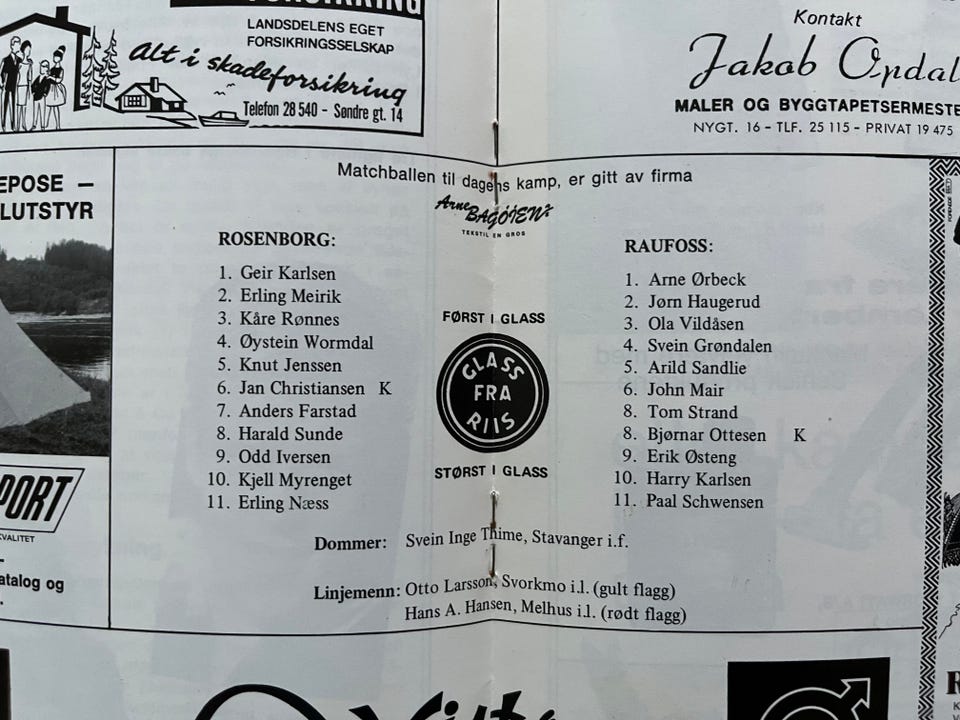 LANDSDELENS EGET
FORSIKRINGSSELSKAP
Alt i skadeforsikring
Telefon 28 540 - Søndre gt. 14
Kontakt
Jakob Opdal
MALER OG BYGGTAPETSERMESTE
NYGT. 16 - TLF. 25 115 - PRIVAT 19 475
EPOSE –
LUTSTYR
PORT
KVALITET
atalog og
Matchballen til dagens kamp, er gitt av firma
Arne
TEKSTIL EN GROS
ROSENBORG:
1. Geir Karlsen
2. Erling Meirik
3. Kåre Rønnes
4. Øystein Wormdal
5. Knut Jenssen
6. Jan Christiansen K
7. Anders Farstad
8. Harald Sunde
9. Odd Iversen
10. Kjell Myrenget
11. Erling Næss
FØRST I GLASS
GLASS
FRA
RIIS
STØRST I GLASS
RAUFOSS:
1. Arne Ørbeck
2. Jørn Haugerud
3. Ola Vildåsen
4. Svein Grøndalen
5. Arild Sandlie
6. John Mair
8. Tom Strand
8. Bjørnar Ottesen K
9. Erik Østeng
10. Harry Karlsen
11. Paal Schwensen
Dommer: Svein Inge Thime, Stavanger i.f.
Linjemenn: Otto Larsson, Svorkmo i.l. (gult flagg)
Hans A. Hansen, Melhus i.l. (rødt flagg)